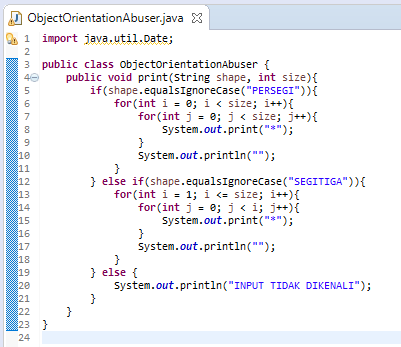 ObjectOrientationAbuser.java
1 import java.util.Date;
2
3 public class ObjectOrientationAbuser {
4     public void print(String shape, int size){
5         if(shape.equalsIgnoreCase("PERSEGI")){
6             for(int i = 0; i < size; i++){
7                 for(int j = 0; j < size; j++){
8                     System.out.print("*");
9                 }
10                 System.out.println("");
11             }
12         } else if(shape.equalsIgnoreCase("SEGITIGA")){
13             for(int i = 1; i <= size; i++){
14                 for(int j = 0; j < i; j++){
15                     System.out.print("*");
16                 }
17                 System.out.println("");
18             }
19         } else {
20             System.out.println("INPUT TIDAK DIKENALI");
21         }
22     }
23 }
24